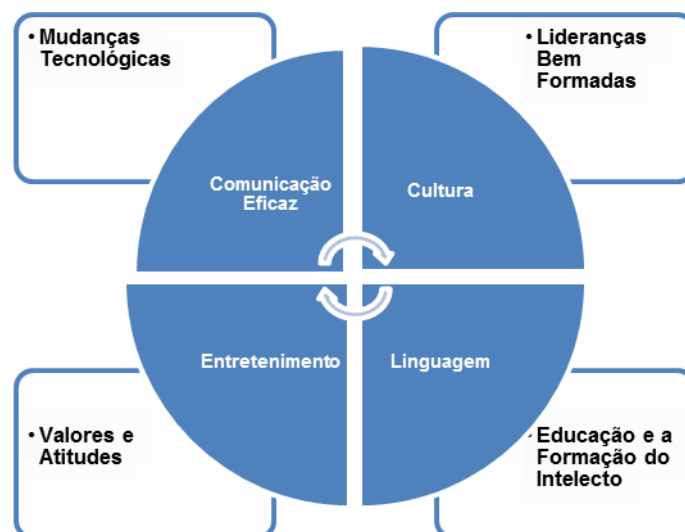 • Mudanças
Tecnológicas
• Lideranças
Bem
Formadas
Comunicação
Eficaz
Cultura
Entretenimento
Linguagem
• Valores e
Atitudes
• Educação e a
Formação do
Intelecto